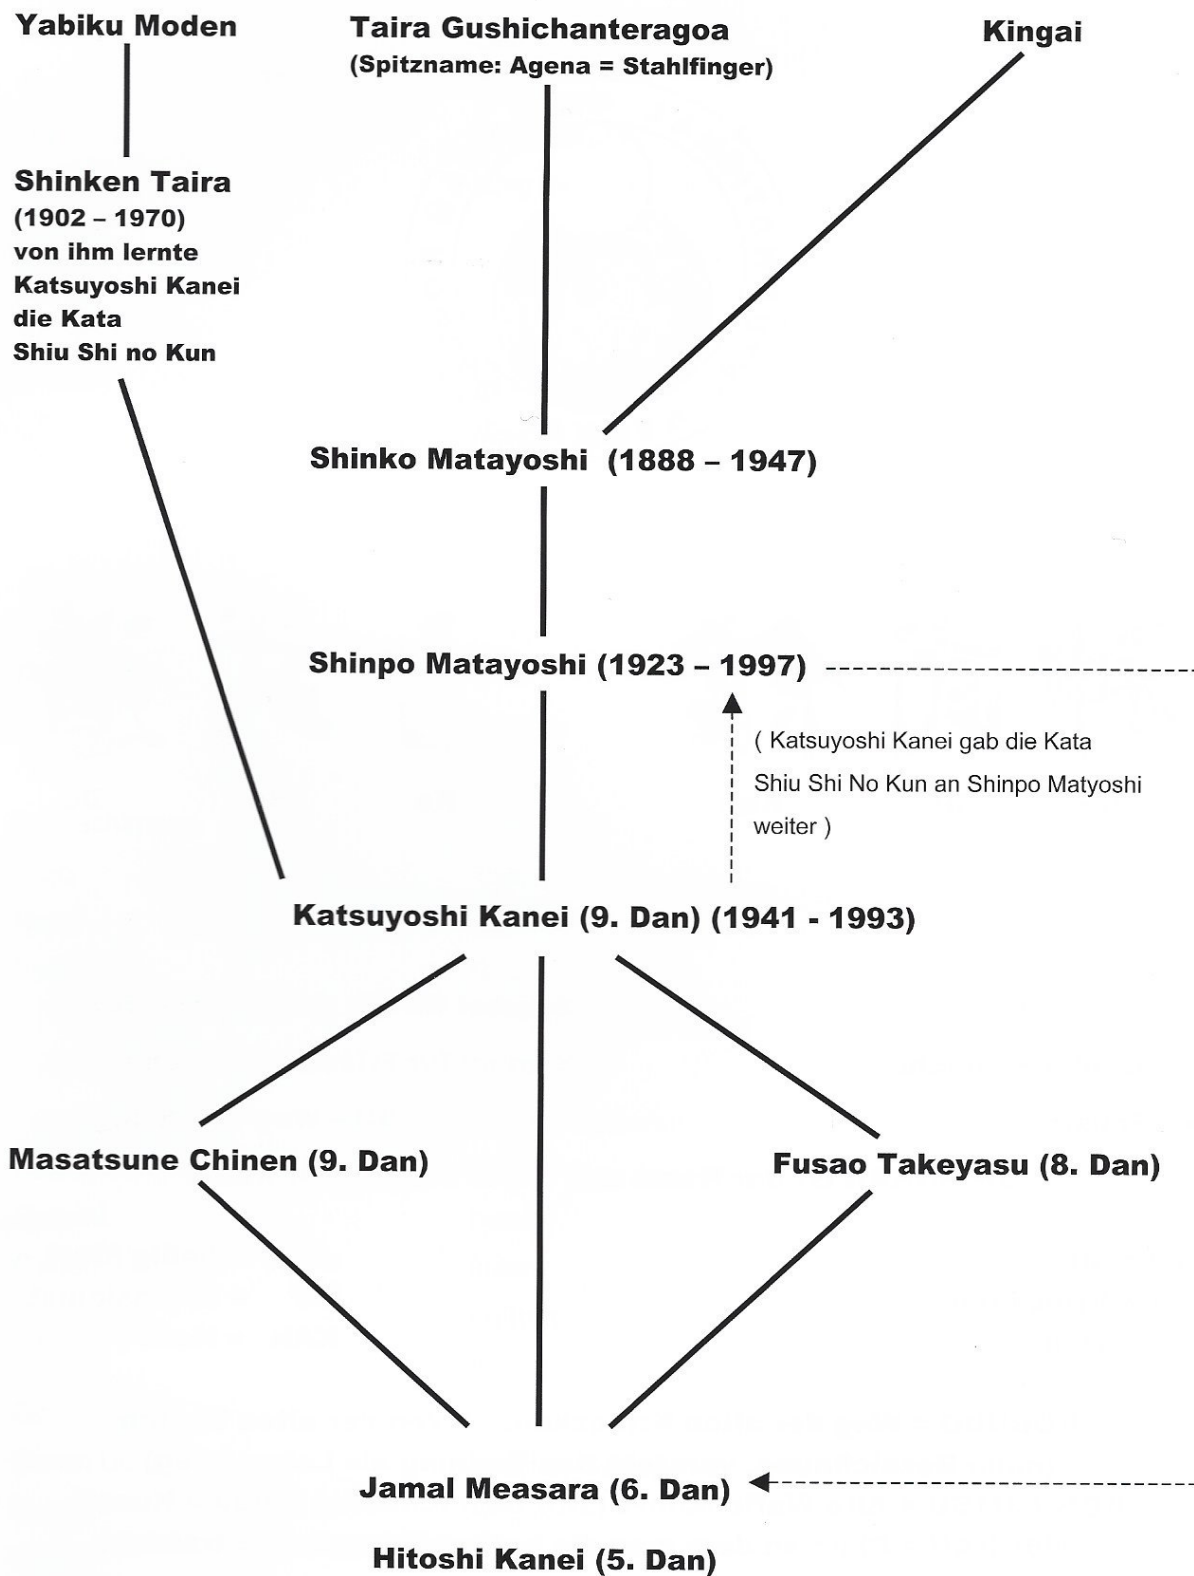 Yabiku Moden
Taira Gushichanteragoa
(Spitzname: Agena = Stahlfinger)
Kingai
Shinken Taira
(1902 – 1970)
von ihm lernte
Katsuyoshi Kanei
die Kata
Shiu Shi no Kun
Shinko Matayoshi (1888 – 1947)
Shinpo Matayoshi (1923 – 1997)
( Katsuyoshi Kanei gab die Kata
Shiu Shi No Kun an Shinpo Matyoshi
weiter )
Katsuyoshi Kanei (9. Dan) (1941 - 1993)
Masatsune Chinen (9. Dan)
Fusao Takeyasu (8. Dan)
Jamal Measara (6. Dan)
Hitoshi Kanei (5. Dan)